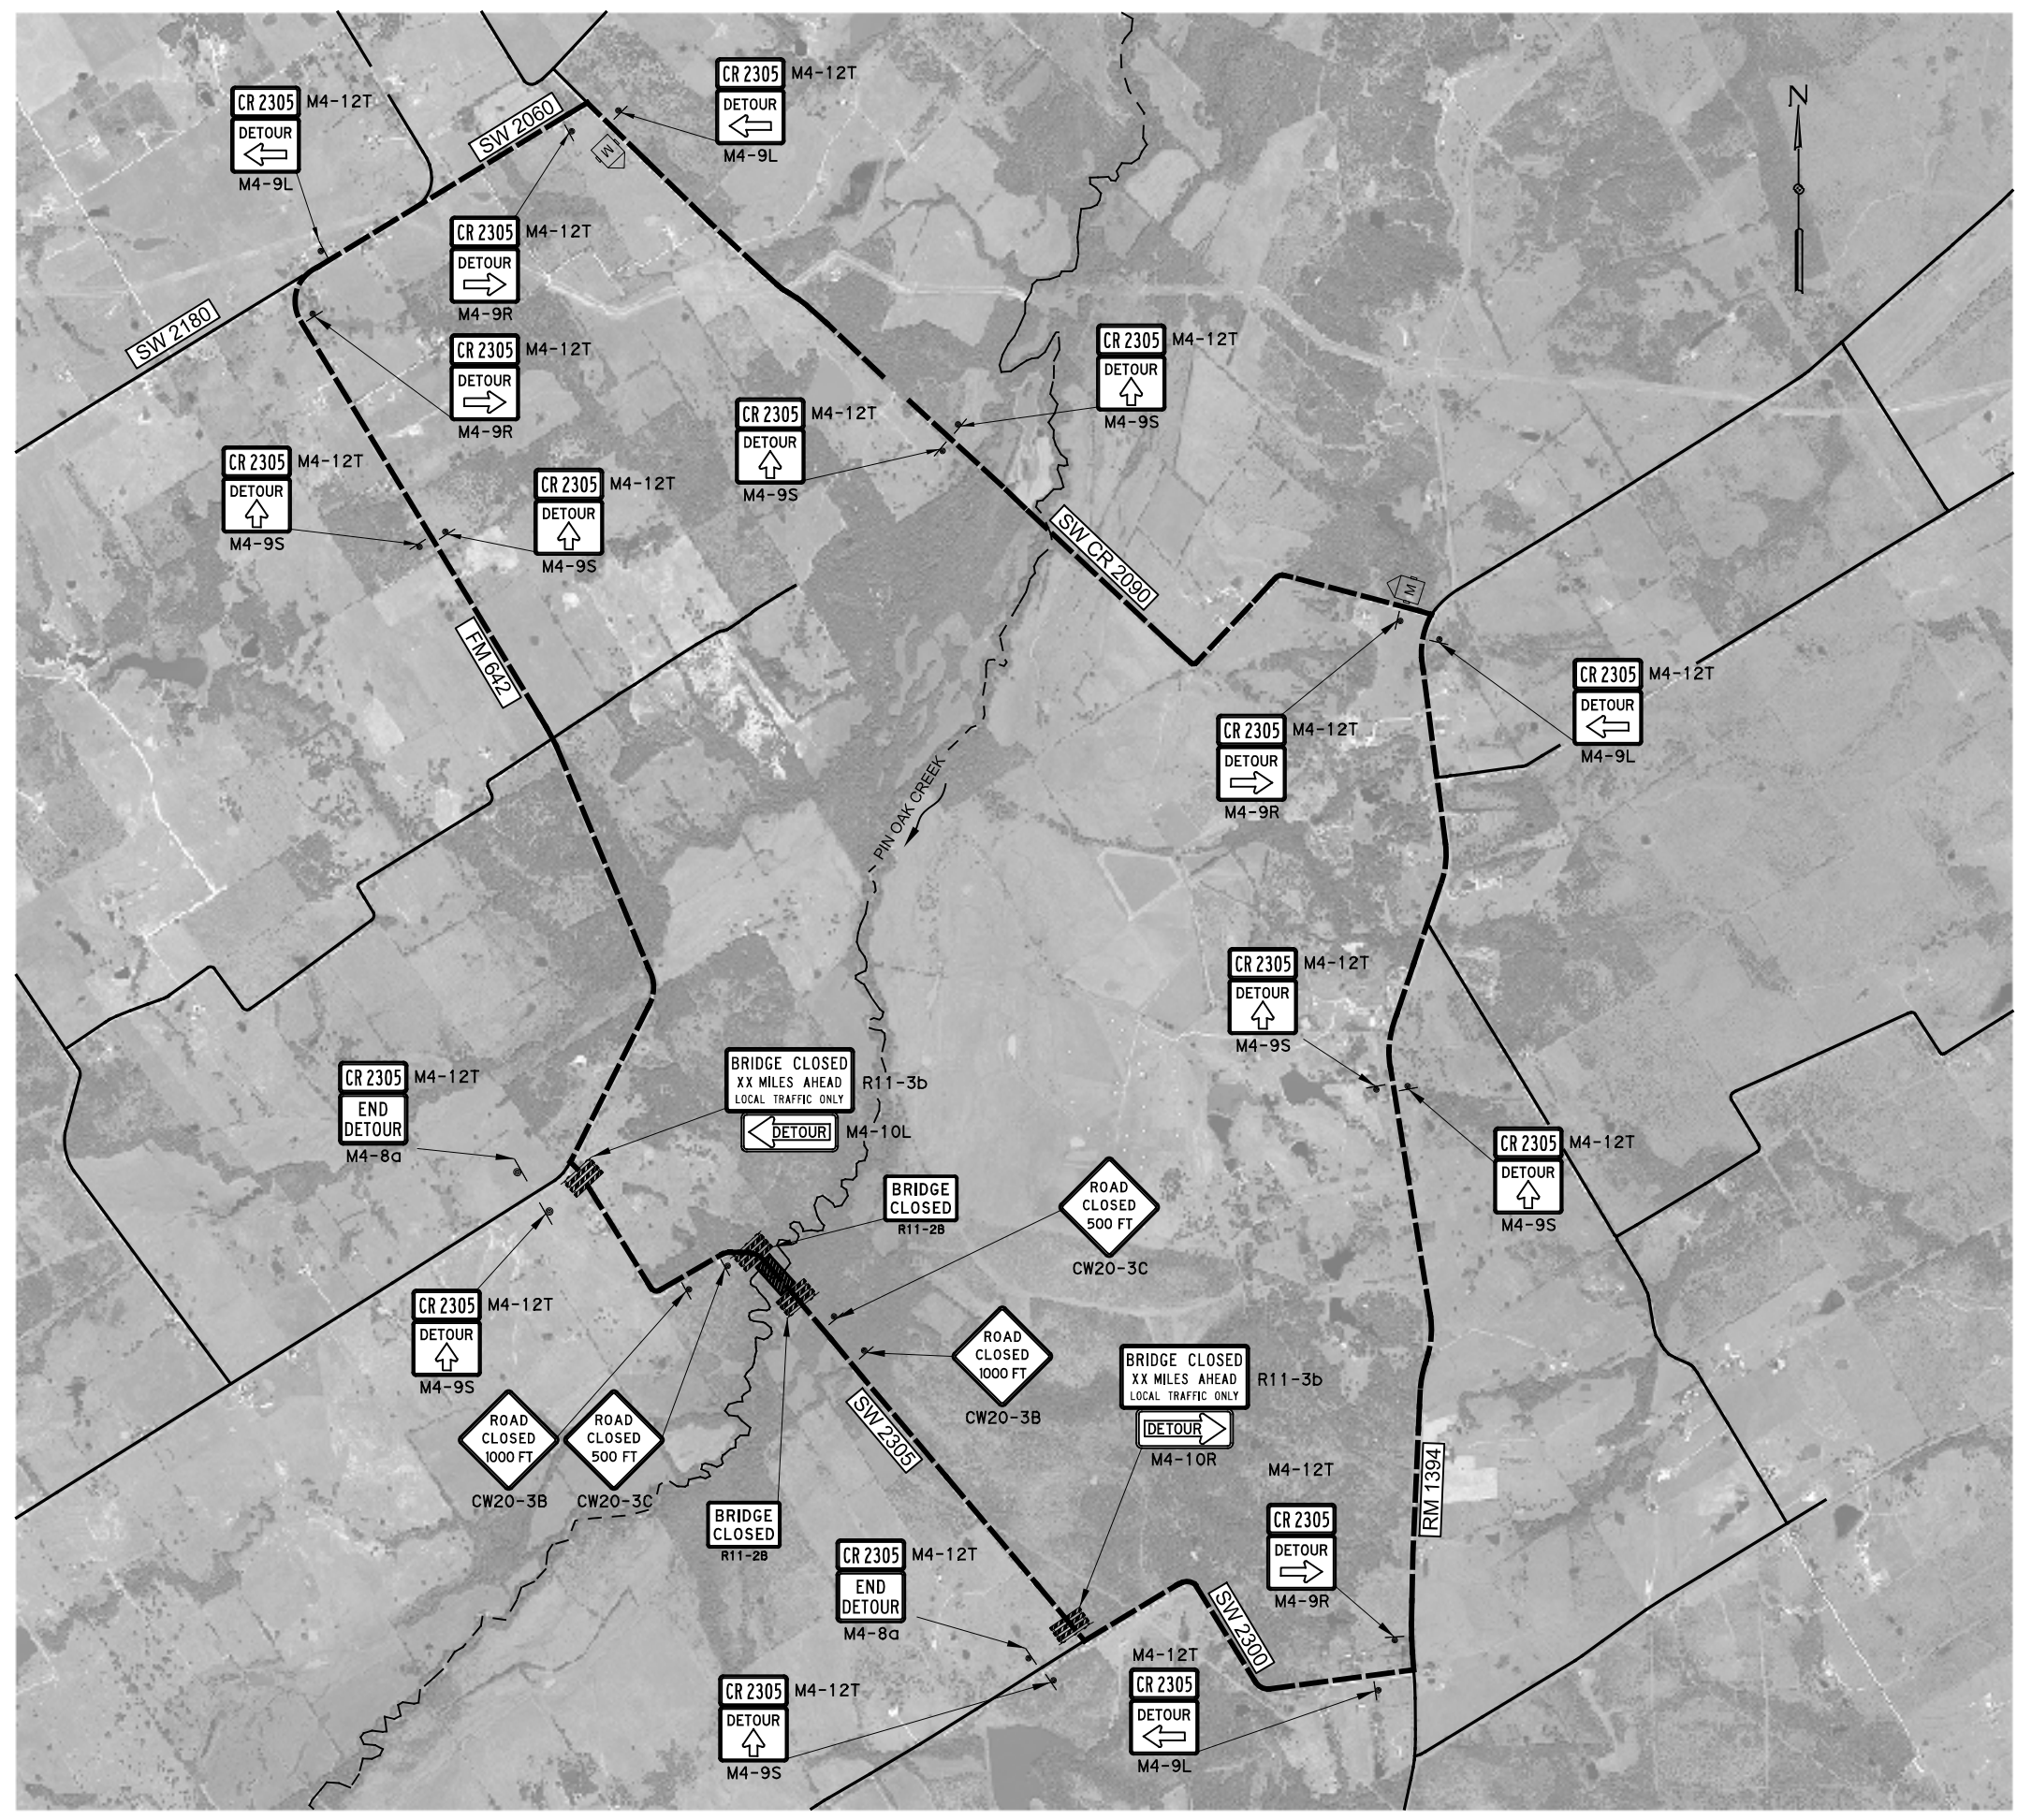 CR 2305 M4-12T
DETOUR
M4-9L
N
CR 2305 M4-12T
DETOUR
M4-9L
SW 2060
M
CR 2305 M4-12T
DETOUR
M4-9R
SW 2180
CR 2305 M4-12T
DETOUR
M4-9R
CR 2305 M4-12T
DETOUR
M4-9S
CR 2305 M4-12T
DETOUR
M4-9S
CR 2305 M4-12T
DETOUR
M4-9S
CR 2305 M4-12T
DETOUR
M4-9S
SW CR 2090
M
FM 642
CR 2305 M4-12T
DETOUR
M4-9L
CR 2305 M4-12T
DETOUR
M4-9R
PIN OAK CREEK
CR 2305 M4-12T
DETOUR
M4-9S
CR 2305 M4-12T
END
DETOUR
M4-8a
BRIDGE CLOSED
XX MILES AHEAD
LOCAL TRAFFIC ONLY
R11-3b
DETOUR M4-10L
CR 2305 M4-12T
DETOUR
M4-9S
BRIDGE
CLOSED
R11-2B
ROAD
CLOSED
500 FT
CW20-3C
CR 2305 M4-12T
DETOUR
M4-9S
ROAD
CLOSED
1000 FT
CW20-3B
BRIDGE CLOSED
XX MILES AHEAD
LOCAL TRAFFIC ONLY
R11-3b
DETOUR
M4-10R
ROAD
CLOSED
1000 FT
CW20-3B
ROAD
CLOSED
500 FT
CW20-3C
SW 2305
RM 1394
M4-12T
CR 2305
DETOUR
M4-9R
BRIDGE
CLOSED
R11-2B
CR 2305 M4-12T
END
DETOUR
M4-8a
SW 2300
M4-12T
CR 2305
DETOUR
M4-9L
CR 2305 M4-12T
DETOUR
M4-9S